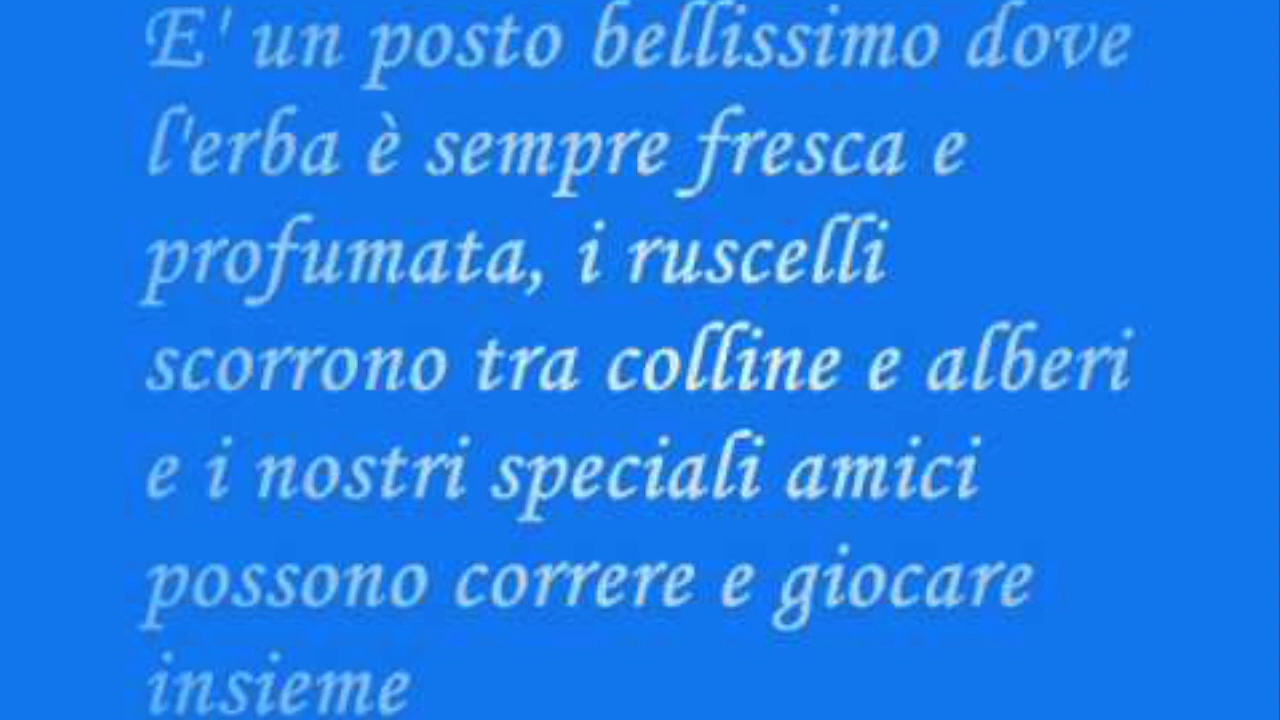 E' un posto bellissimo dove
l'erba è sempre fresca e
profumata, i ruscelli
scorrono tra colline e alberi
e i nostri speciali amici
possono correre e giocare
insieme